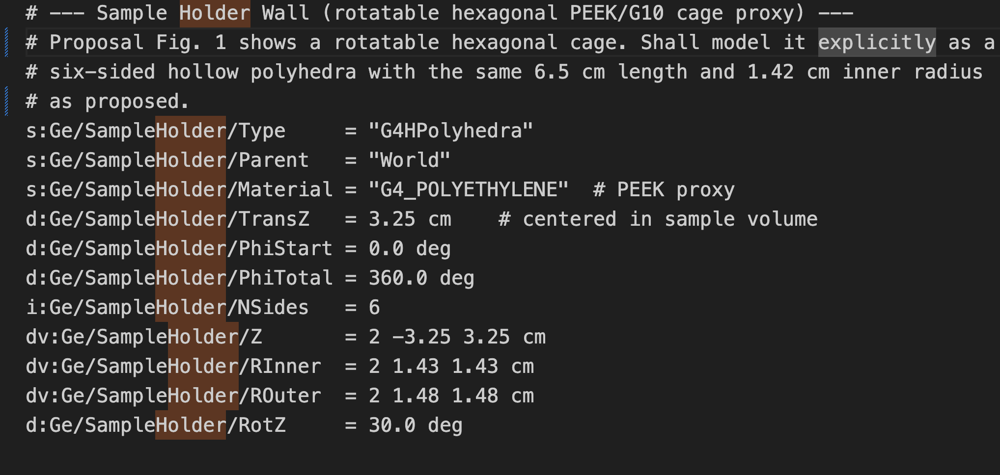 # --- Sample Holder Wall (rotatable hexagonal PEEK/G10 cage proxy) ---
# Proposal Fig. 1 shows a rotatable hexagonal cage. Shall model it explicitly as a
# six-sided hollow polyhedra with the same 6.5 cm length and 1.42 cm inner radius
# as proposed.
s:Ge/SampleHolder/Type     = "G4HPolyhedra"
s:Ge/SampleHolder/Parent   = "World"
s:Ge/SampleHolder/Material = "G4_POLYETHYLENE"  # PEEK proxy
d:Ge/SampleHolder/TransZ   = 3.25 cm    # centered in sample volume
d:Ge/SampleHolder/PhiStart = 0.0 deg
d:Ge/SampleHolder/PhiTotal = 360.0 deg
i:Ge/SampleHolder/NSides   = 6
dv:Ge/SampleHolder/Z       = 2 -3.25 3.25 cm
dv:Ge/SampleHolder/RInner  = 2 1.43 1.43 cm
dv:Ge/SampleHolder/ROuter  = 2 1.48 1.48 cm
d:Ge/SampleHolder/RotZ     = 30.0 deg